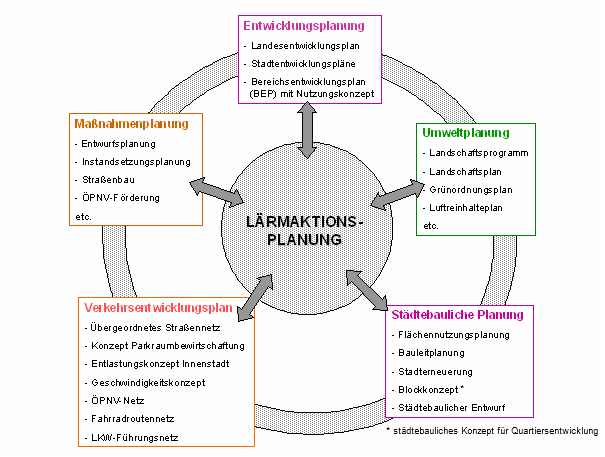 Entwicklungsplanung
- Landesentwicklungsplan
- Stadtentwicklungspläne
- Bereichsentwicklungsplan
(BEP) mit Nutzungskonzept
Maßnahmenplanung
- Entwurfsplanung
- Instandsetzungsplanung
- Straßenbau
- ÖPNV-Förderung
etc.
Umweltplanung
- Landschaftsprogramm
- Landschaftsplan
- Grünordnungsplan
- Luftreinhalteplan
etc.
LÄRMAKTIONS-
PLANUNG
Verkehrsentwicklungsplan
- Übergeordnetes Straßennetz
- Konzept Parkraumbewirtschaftung
- Entlastungskonzept Innenstadt
- Geschwindigkeitskonzept
- ÖPNV-Netz
- Fahrradroutennetz
- LKW-Führungsnetz
Städtebauliche Planung
- Flächennutzungsplanung
- Bauleitplanung
- Stadterneuerung
- Blockkonzept *
- Städtebaulicher Entwurf
* städtebauliches Konzept für Quartiersentwicklung